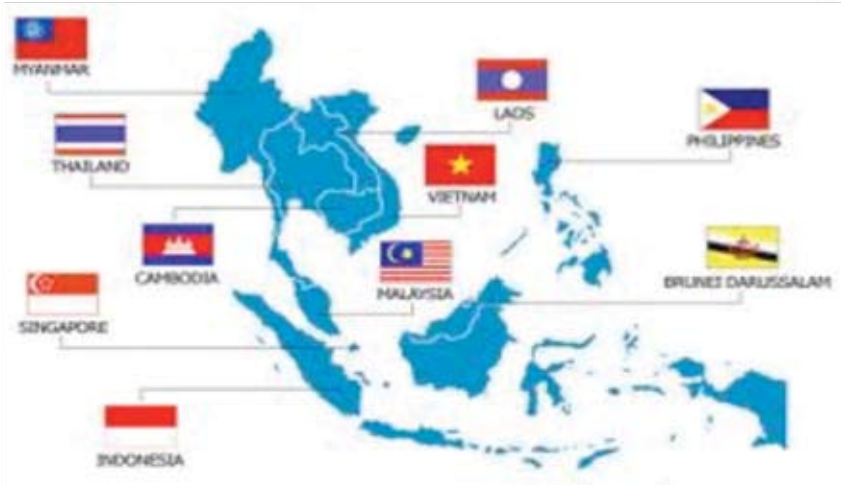 MYANMAR
LAOS
PHILIPPINES
THAILAND
VIETNAM
CAMBODIA
MALAYSIA
BRUNEI DARUSSALAM
SINGAPORE
INDONESIA